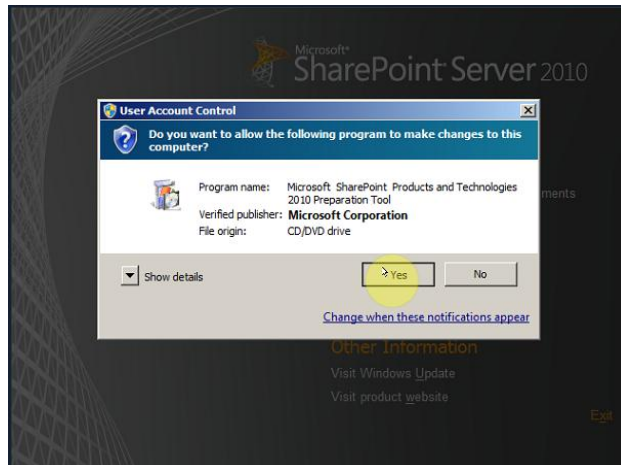 Microsoft®
SharePoint Server 2010
User Account Control
Do you want to allow the following program to make changes to this
computer?
Program name: Microsoft SharePoint Products and Technologies
2010 Preparation Tool
Verified publisher: Microsoft Corporation
File origin: CD/DVD drive
ments
Show details
Yes
No
Change when these notifications appear
Other Information
Visit Windows Update
Visit product website
Exit